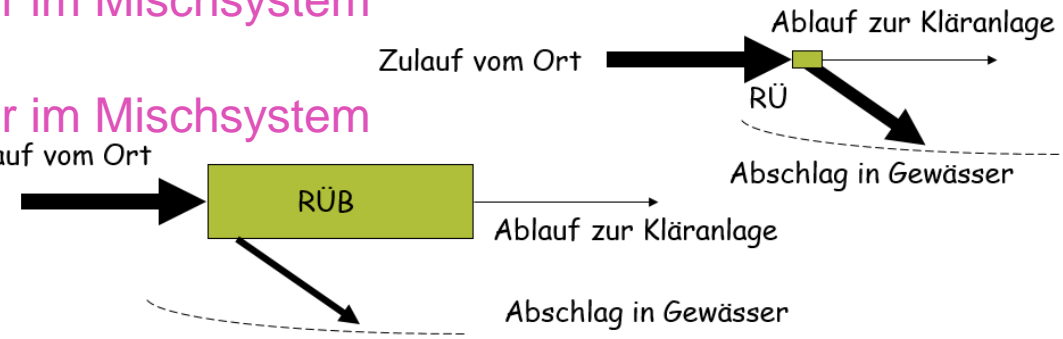 r im Mischsystem
Ablauf zur Kläranlage
Zulauf vom Ort
RÜ
r im Mischsystem
auf vom Ort
Abschlag in Gewässer
RÜB
Ablauf zur Kläranlage
Abschlag in Gewässer